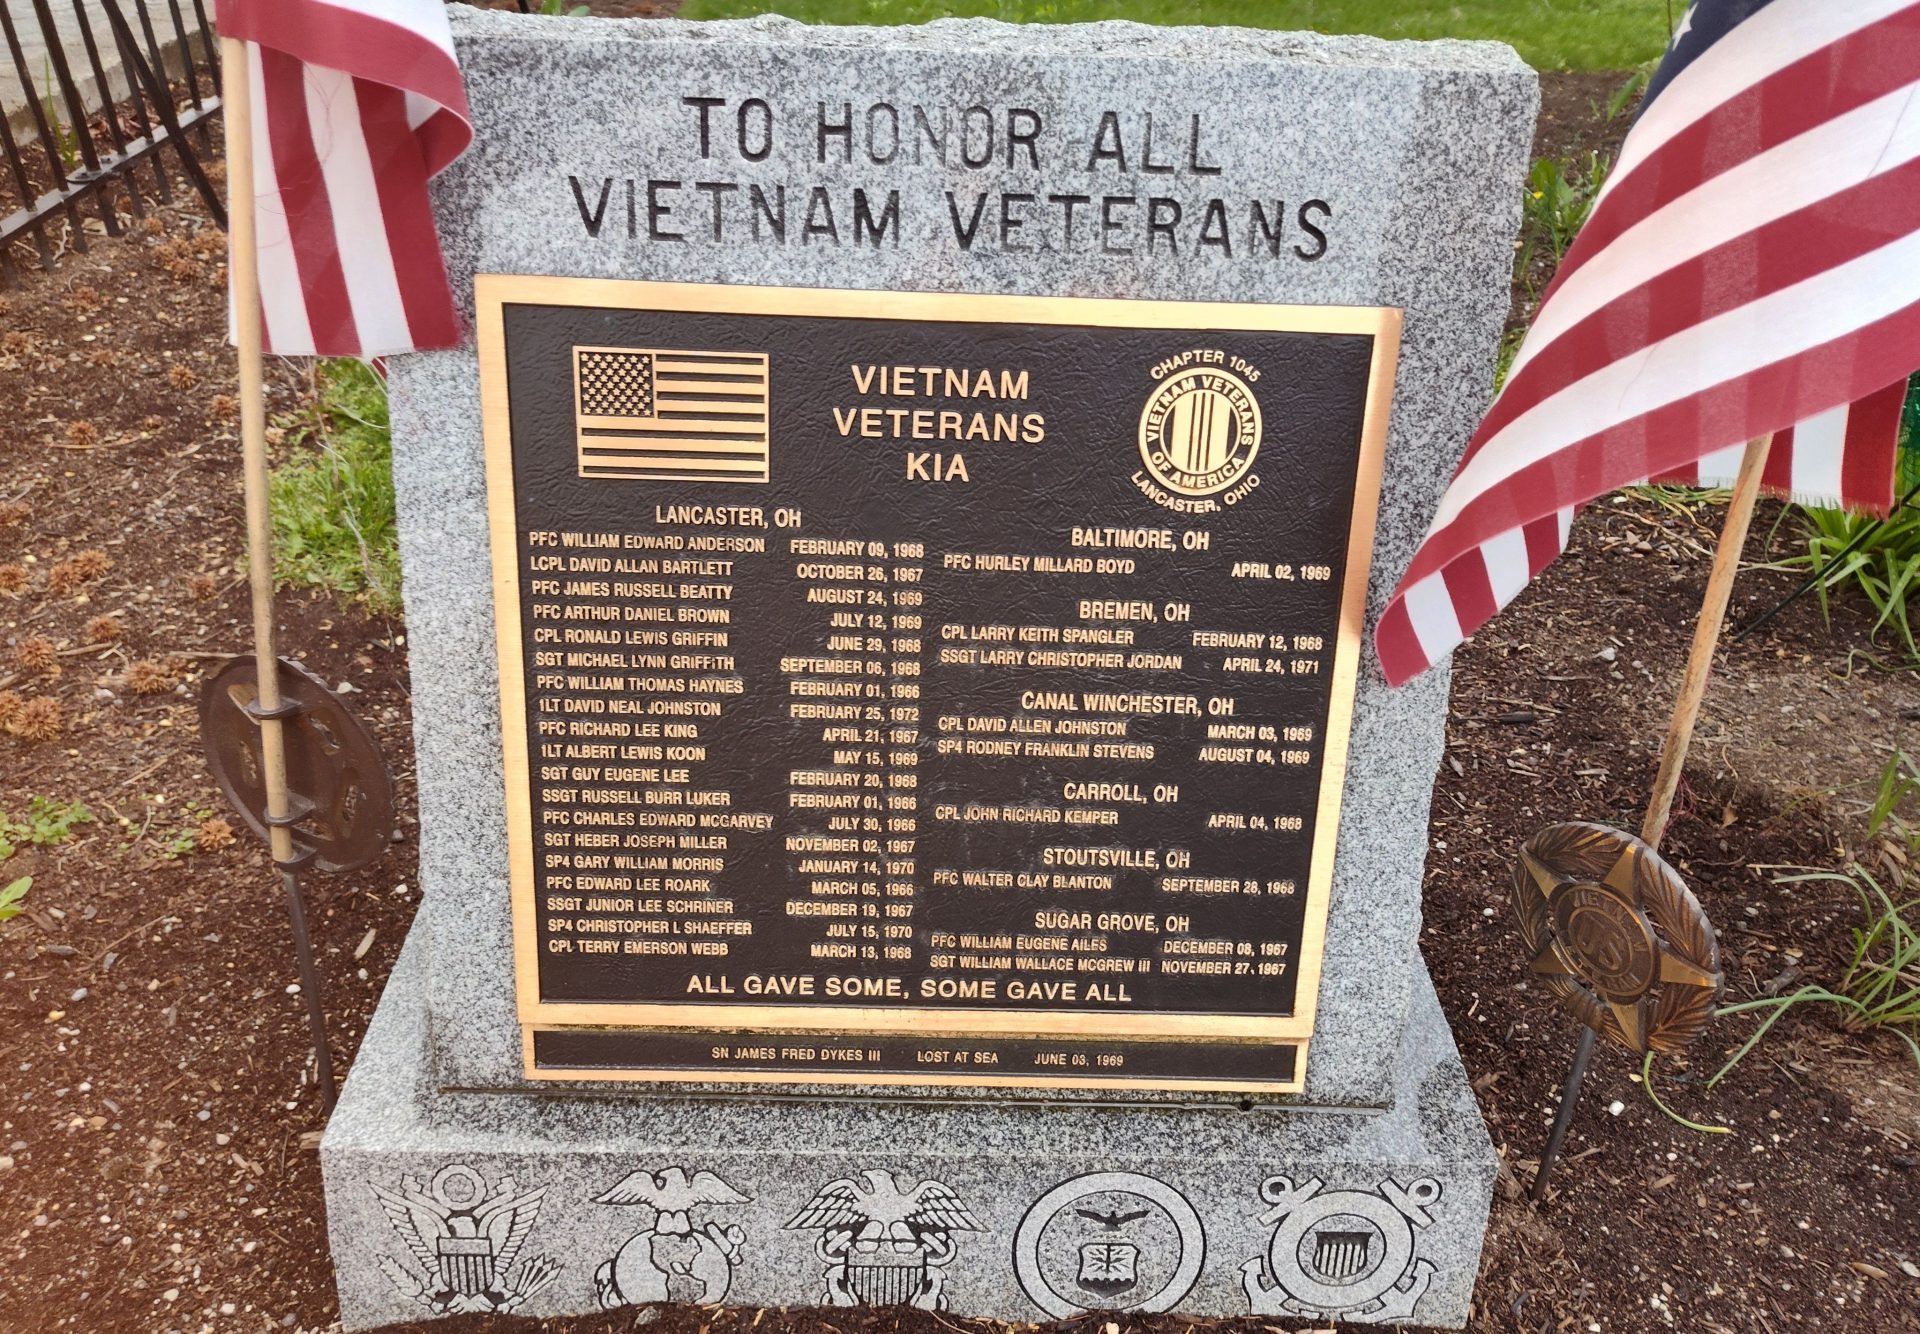 TO HONOR ALL
VIETNAM VETERANS
VIETNAM
VETERANS
KIA
CHAPTER 1045
VIETNAM VETERANS
OF AMERICA
LANCASTER, OHIO
LANCASTER, OH
PFC WILLIAM EDWARD ANDERSON FEBRUARY 09, 1968
LCPL DAVID ALLAN BARTLETT OCTOBER 26, 1967
PFC JAMES RUSSELL BEATTY AUGUST 24, 1969
PFC ARTHUR DANIEL BROWN JULY 12, 1969
CPL RONALD LEWIS GRIFFIN JUNE 29, 1968
SGT MICHAEL LYNN GRIFFITH SEPTEMBER 06, 1968
PFC WILLIAM THOMAS HAYNES FEBRUARY 01, 1966
1LT DAVID NEAL JOHNSTON FEBRUARY 25, 1972
PFC RICHARD LEE KING APRIL 21, 1967
1LT ALBERT LEWIS KOON MAY 15, 1969
SGT GUY EUGENE LEE FEBRUARY 20, 1968
SSGT RUSSELL BURR LUKER FEBRUARY 01, 1966
PFC CHARLES EDWARD MCGARVEY JULY 30, 1966
SGT HEBER JOSEPH MILLER NOVEMBER 02, 1967
SP4 GARY WILLIAM MORRIS JANUARY 14, 1970
PFC EDWARD LEE ROARK MARCH 05, 1966
SSGT JUNIOR LEE SCHRINER DECEMBER 19, 1967
SP4 CHRISTOPHER L SHAEFFER JULY 15, 1970
CPL TERRY EMERSON WEBB MARCH 13, 1968
BALTIMORE, OH
PFC HURLEY MILLARD BOYD APRIL 02, 1969
BREMEN, OH
CPL LARRY KEITH SPANGLER FEBRUARY 12, 1968
SSGT LARRY CHRISTOPHER JORDAN APRIL 24, 1971
CANAL WINCHESTER, OH
CPL DAVID ALLEN JOHNSTON MARCH 03, 1969
SP4 RODNEY FRANKLIN STEVENS AUGUST 04, 1969
CARROLL, OH
CPL JOHN RICHARD KEMPER APRIL 04, 1968
STOUTSVILLE, OH
PFC WALTER CLAY BLANTON SEPTEMBER 28, 1968
SUGAR GROVE, OH
PFC WILLIAM EUGENE AILES DECEMBER 08, 1967
SGT WILLIAM WALLACE MCGREW III NOVEMBER 27, 1967
ALL GAVE SOME, SOME GAVE ALL
SN JAMES FRED DYKES III LOST AT SEA JUNE 03, 1969
US